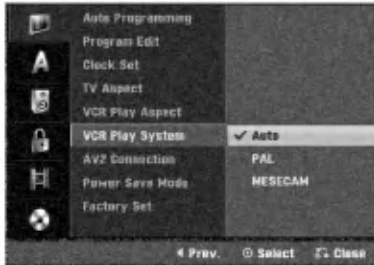 Auto Programming
Program Edit
Clock Set
TV Aspect
VCR Play Aspect
VCR Play System ✓ Auto
AV2 Connection PAL
Power Save Mode MESECAM
Factory Set
Prev. Select Close